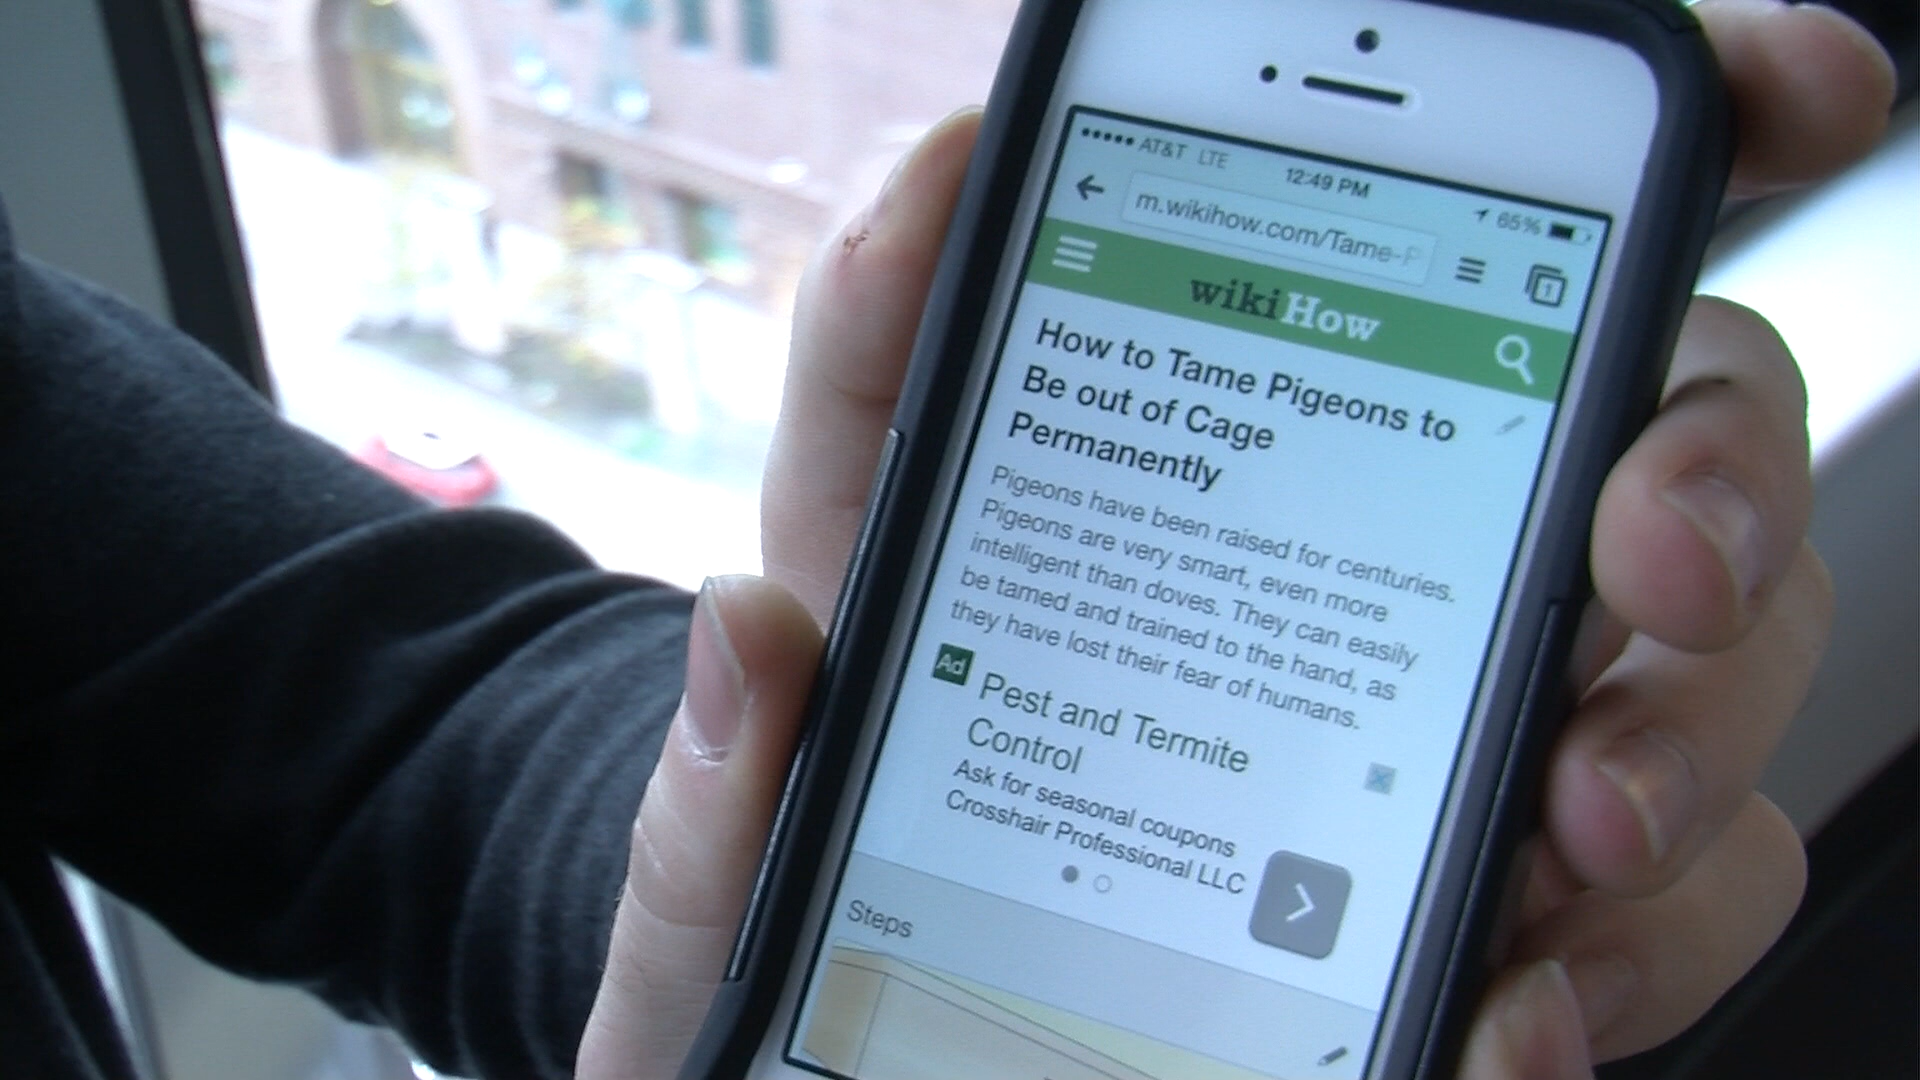 AT&T LTE 12:49 PM 65%
m.wikihow.com/Tame-P
1
wikiHow
How to Tame Pigeons to
Be out of Cage
Permanently
Pigeons have been raised for centuries.
Pigeons are very smart, even more
intelligent than doves. They can easily
be tamed and trained to the hand, as
they have lost their fear of humans.
Ad
Pest and Termite
Control
Ask for seasonal coupons
Crosshair Professional LLC
Steps